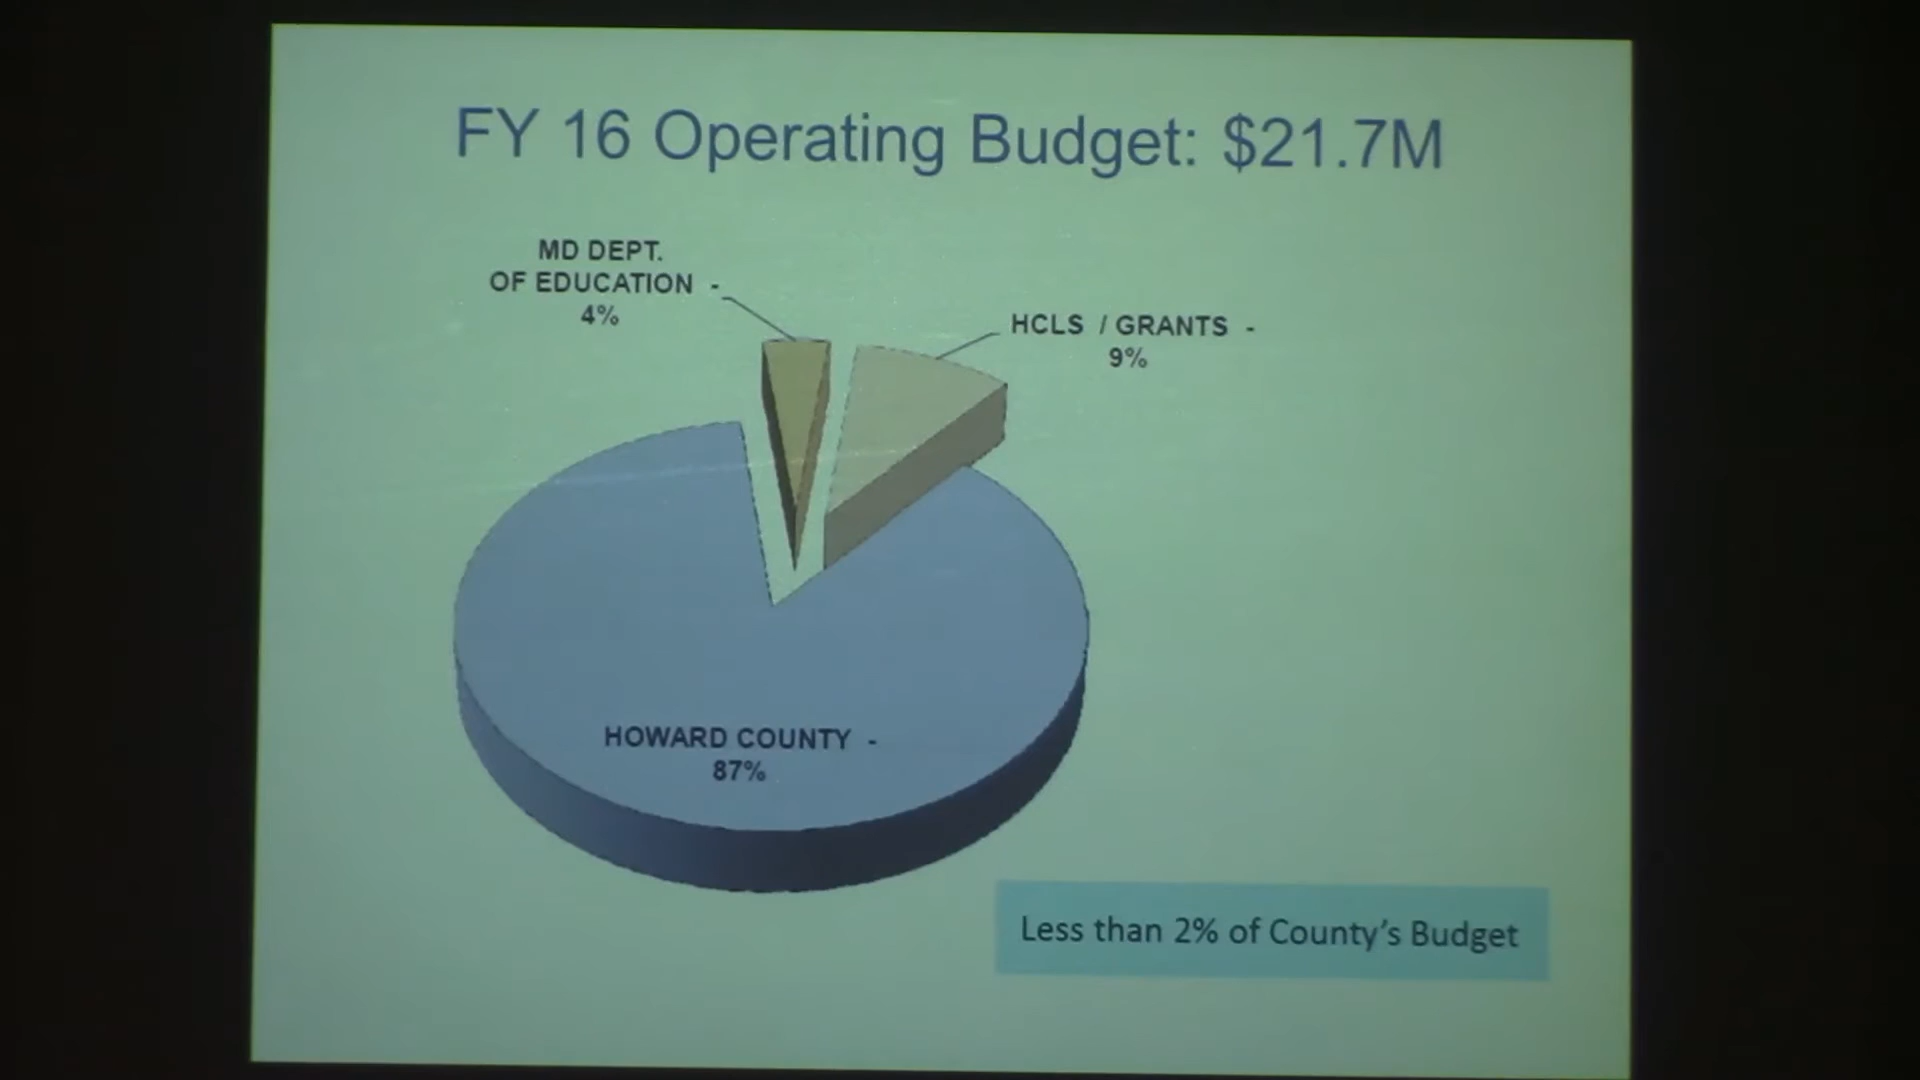 FY 16 Operating Budget: $21.7M
MD DEPT.
OF EDUCATION -
4%
HCLS / GRANTS -
9%
HOWARD COUNTY -
87%
Less than 2% of County's Budget